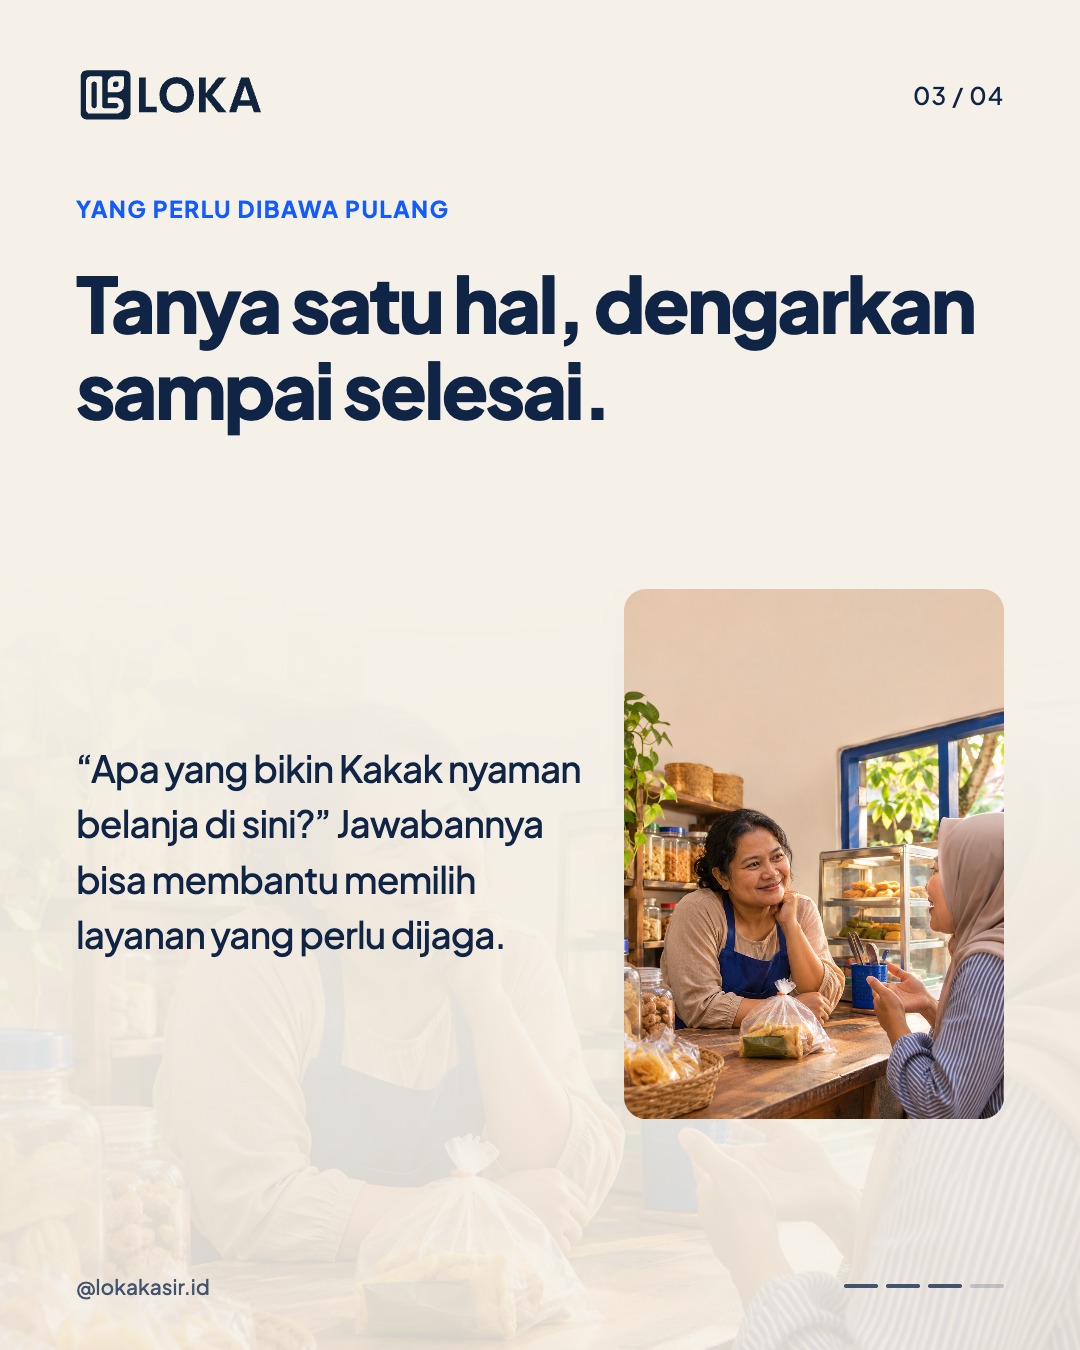 LOKA
03 / 04
YANG PERLU DIBAWA PULANG
Tanya satu hal, dengarkan
sampai selesai.
“Apa yang bikin Kakak nyaman
belanja di sini?” Jawabannya
bisa membantu memilih
layanan yang perlu dijaga.
@lokakasir.id